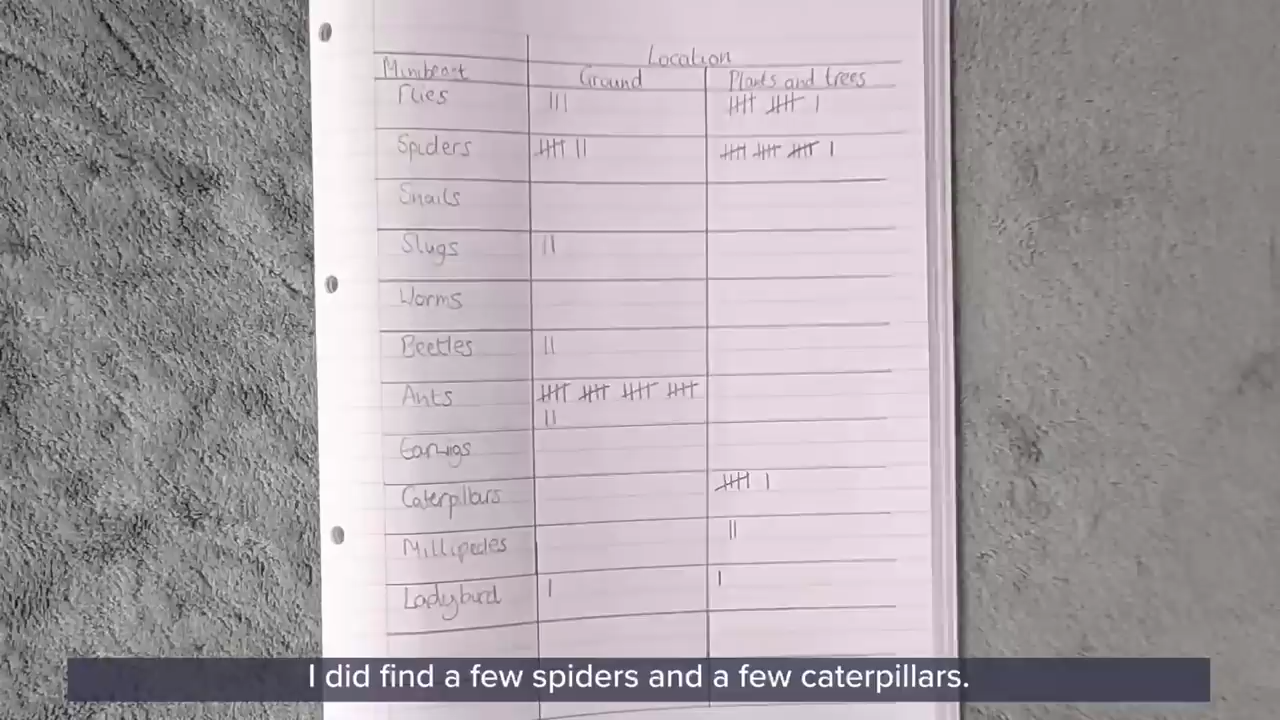 Location
Minibeast Ground Plants and trees
Flies
Spiders
Snails
Slugs
Worms
Beetles
Ants
Earwigs
Caterpillars
Millipedes
Ladybird
I did find a few spiders and a few caterpillars.